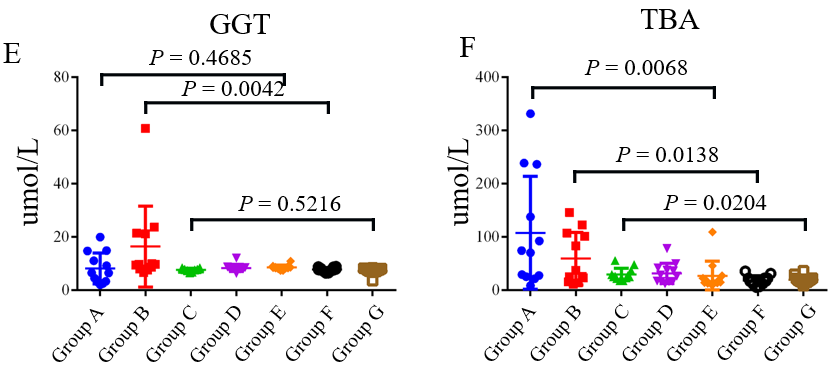 E
GGT
P = 0.4685
P = 0.0042
P = 0.5216
umol/L
80
60
40
20
0
Group A
Group B
Group C
Group D
Group E
Group F
Group G
F
TBA
P = 0.0068
P = 0.0138
P = 0.0204
umol/L
400
300
200
100
0
Group A
Group B
Group C
Group D
Group E
Group F
Group G